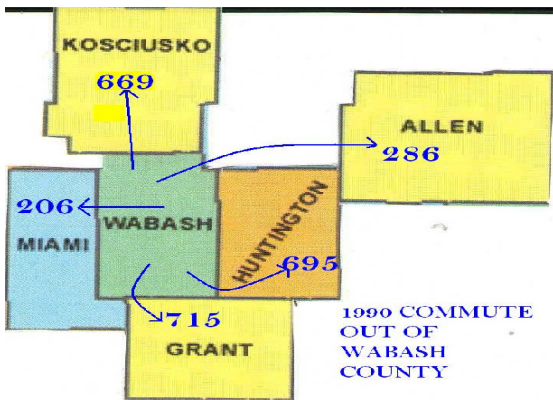 KOSCIUSKO
669
ALLEN
286
206
WABASH
MIAMI
HUNTINGTON
695
715
GRANT
1990 COMMUTE
OUT OF
WABASH
COUNTY